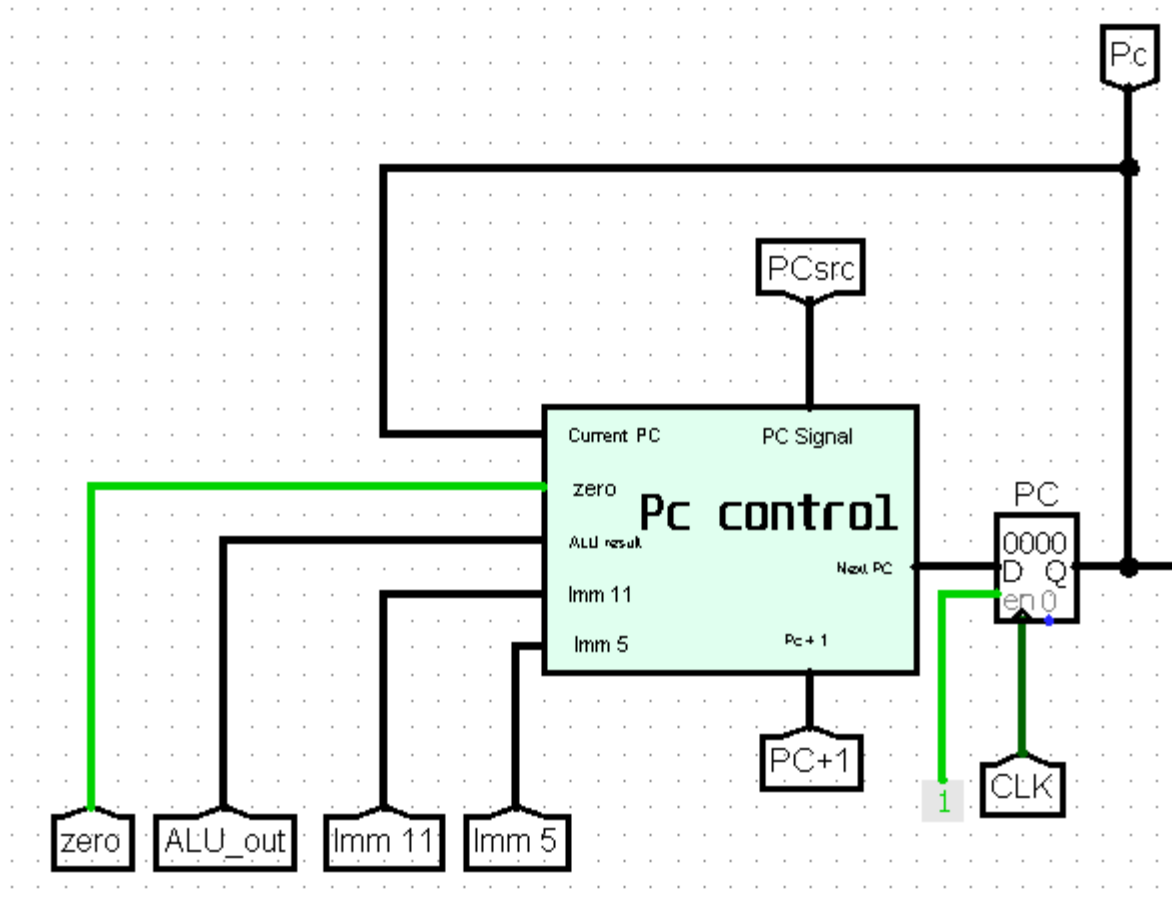 Pc
PCsrc
Current PC
PC Signal
zero
Pc control
ALU result
Next PC
Imm 11
Imm 5
Pc + 1
PC
0000
D Q
en 0
PC+1
1
CLK
zero
ALU_out
Imm 11
Imm 5